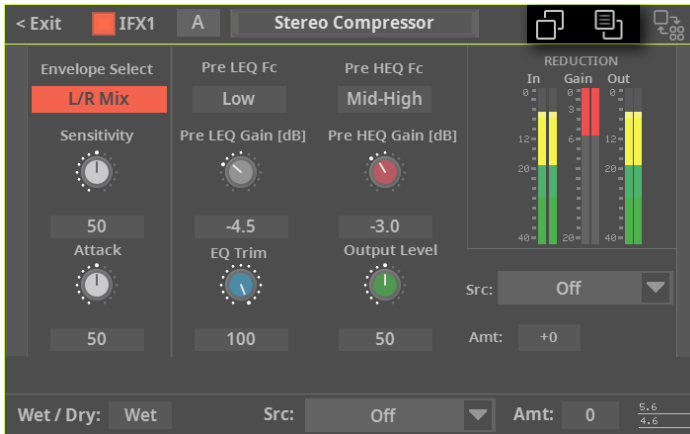 < Exit IFX1 A Stereo Compressor
Envelope Select Pre LEQ Fc Pre HEQ Fc REDUCTION
In Gain Out
L/R Mix Low Mid-High
0 0 0
3
Sensitivity Pre LEQ Gain [dB] Pre HEQ Gain [dB] 12 6 12
20 20
50 -4.5 -3.0
40 20 40
Attack EQ Trim Output Level
Src: Off
50 100 50 Amt: +0
Wet / Dry: Wet Src: Off Amt: 0 5.6
4.6